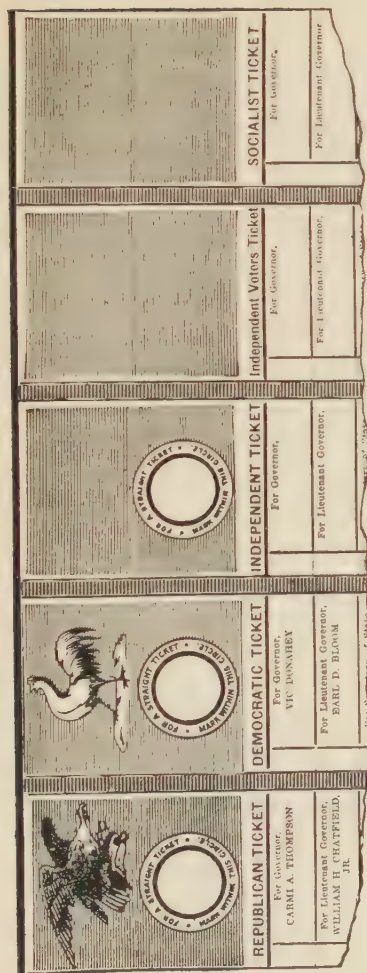 REPUBLICAN TICKET
FOR A STRAIGHT TICKET • MARK WITHIN THIS CIRCLE. •
For Governor,
CARMI A. THOMPSON
For Lieutenant Governor,
WILLIAM H. CHATFIELD,
JR.
DEMOCRATIC TICKET
FOR A STRAIGHT TICKET • MARK WITHIN THIS CIRCLE. •
For Governor,
VIC DONAHEY
For Lieutenant Governor,
EARL D. BLOOM
INDEPENDENT TICKET
FOR A STRAIGHT TICKET • MARK WITHIN THIS CIRCLE. •
For Governor,
For Lieutenant Governor,
Independent Voters Ticket
For Governor,
For Lieutenant Governor,
SOCIALIST TICKET
For Governor,
For Lieutenant Governor,